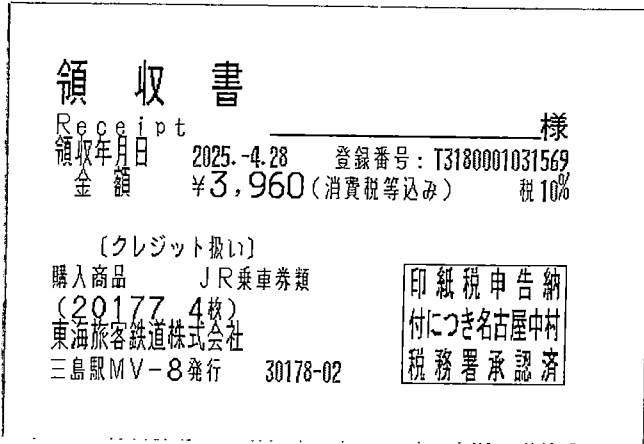 領収書
Receipt 様
領収年月日 2025.-4.28 登録番号：T3180001031569
金額 ¥3,960(消費税等込み) 税10%
〔クレジット扱い〕
購入商品 JR乗車券類
(20177 4枚)
東海旅客鉄道株式会社
三島駅MV-8発行 30178-02
印紙税申告納
付につき名古屋中村
税務署承認済